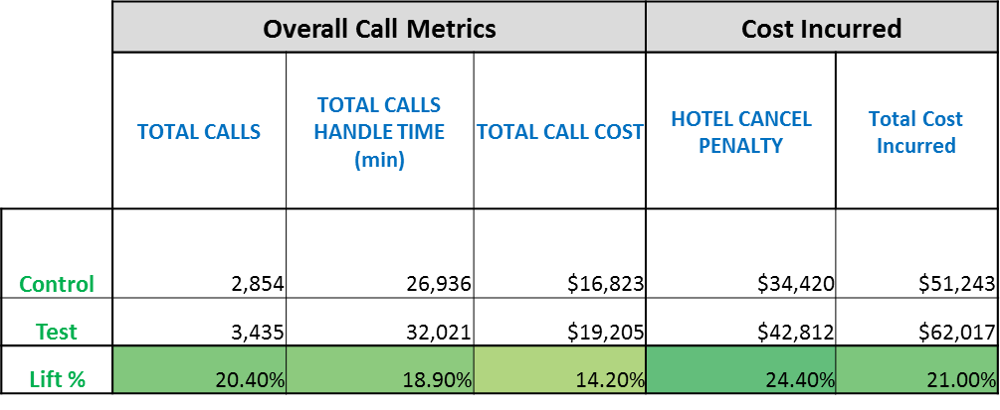 Overall Call Metrics Cost Incurred
TOTAL CALLS
TOTAL CALLS
HANDLE TIME
(min)
TOTAL CALL COST
HOTEL CANCEL
PENALTY
Total Cost
Incurred
Control 2,854 26,936 $16,823 $34,420 $51,243
Test 3,435 32,021 $19,205 $42,812 $62,017
Lift % 20.40% 18.90% 14.20% 24.40% 21.00%